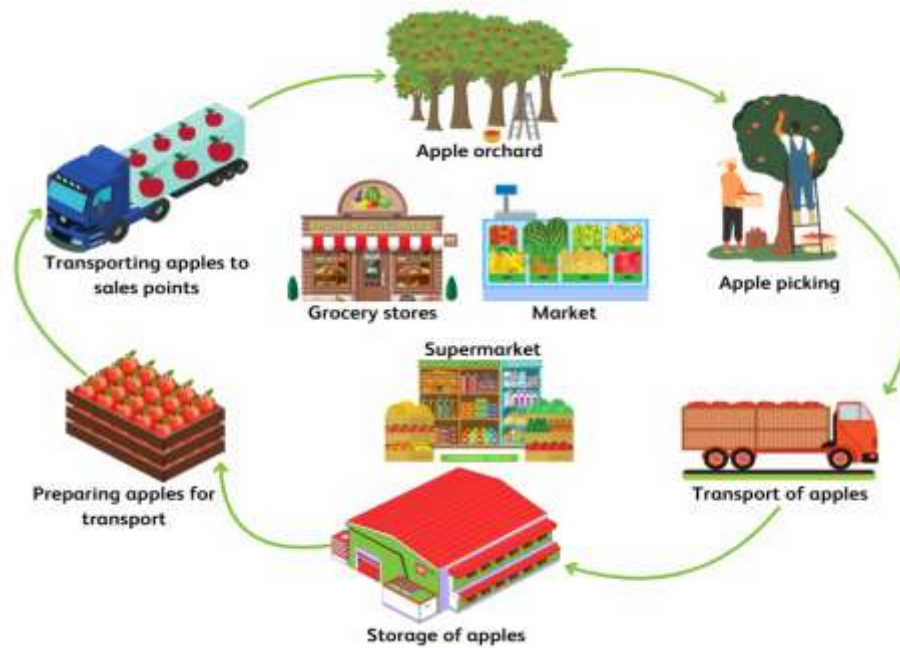 Apple orchard
Apple picking
Transport of apples
Storage of apples
Preparing apples for
transport
Transporting apples to
sales points
Grocery stores
Market
Supermarket